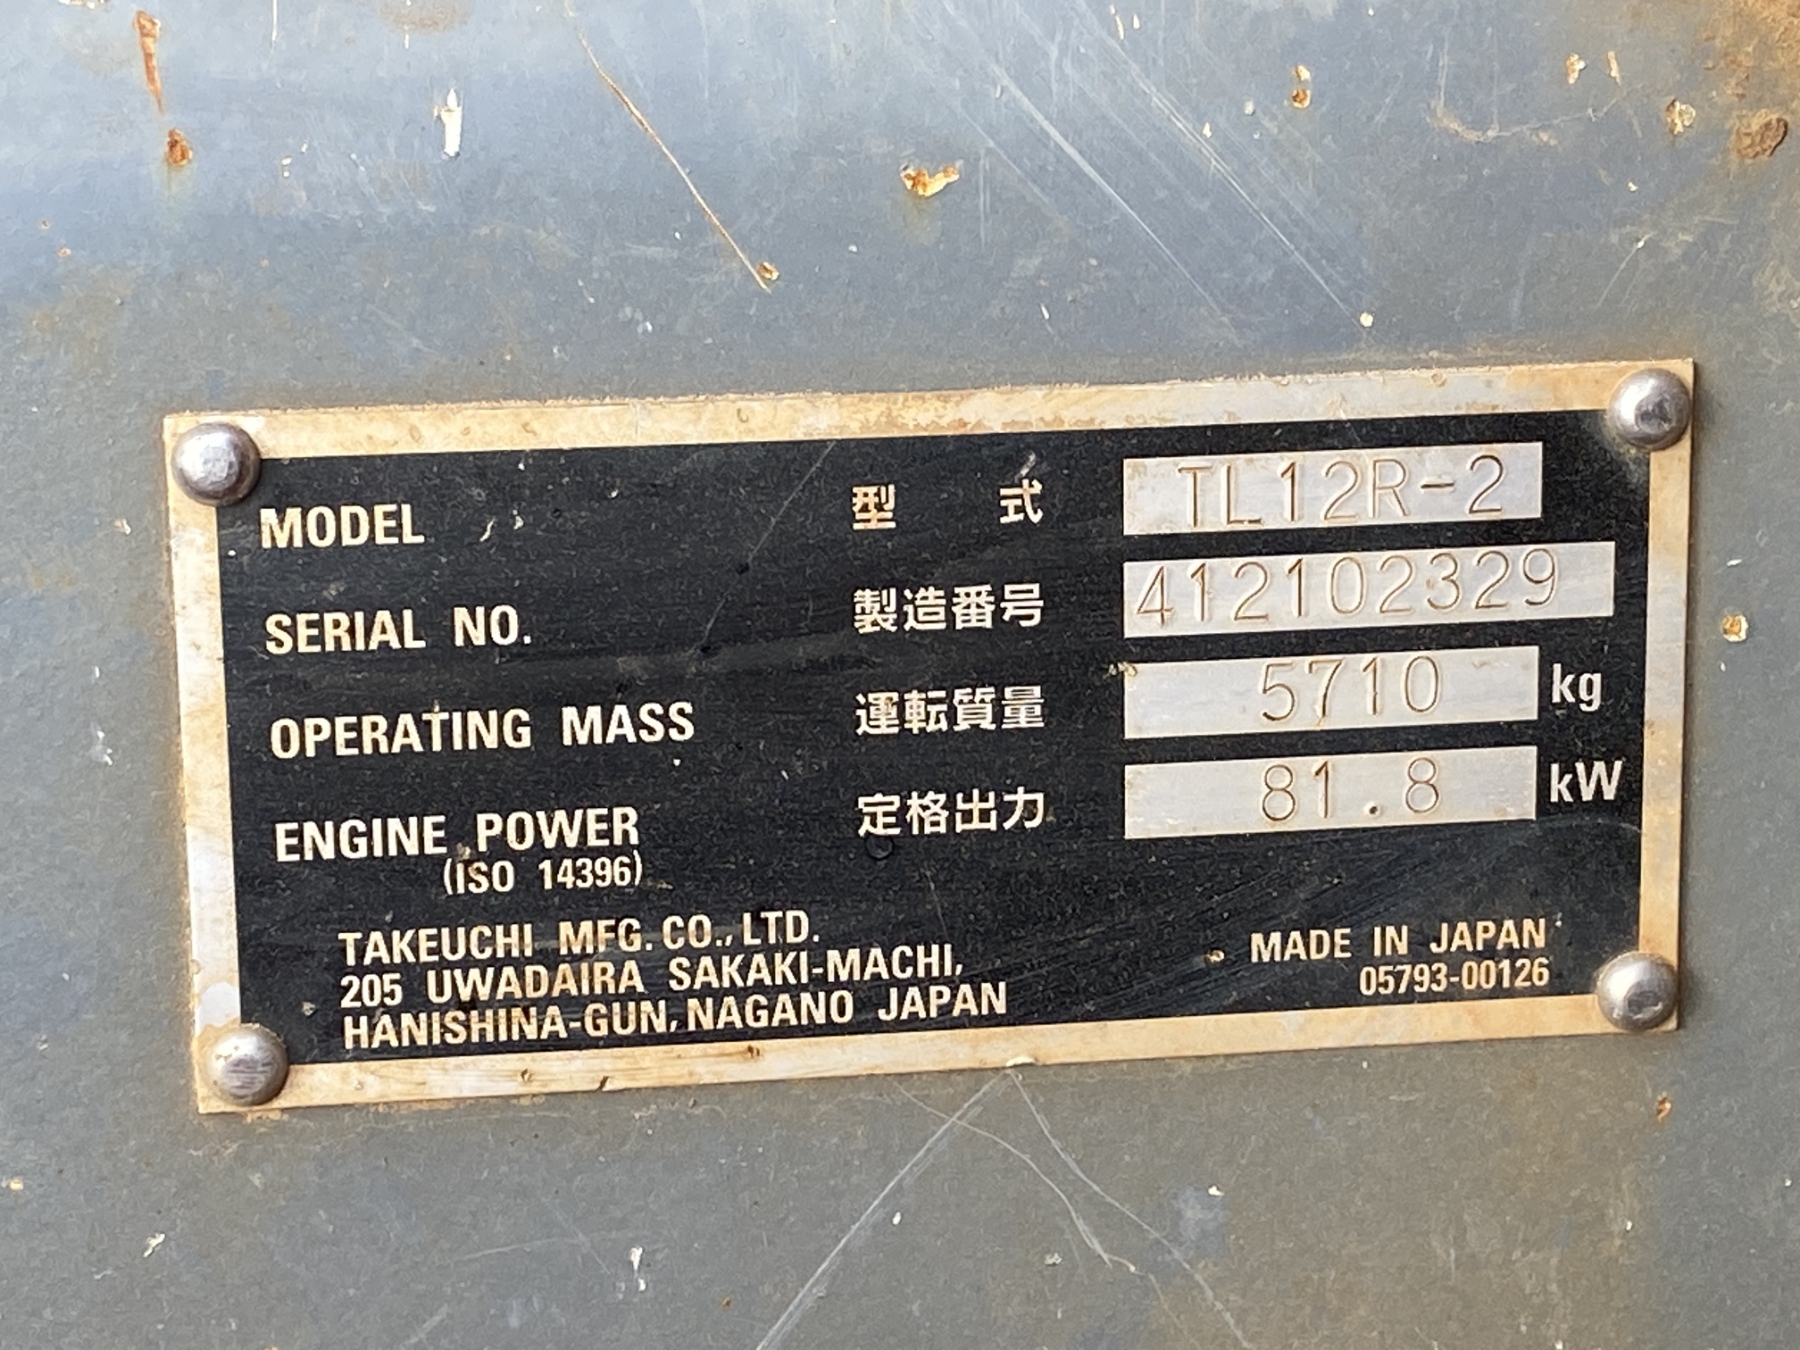 MODEL 型 式 TL12R-2
SERIAL NO. 製造番号 412102329
OPERATING MASS 運転質量 5710 kg
ENGINE POWER 定格出力 81.8 kW
(ISO 14396)
TAKEUCHI MFG. CO., LTD.
205 UWADAIRA SAKAKI-MACHI,
HANISHINA-GUN, NAGANO JAPAN
MADE IN JAPAN
05793-00126